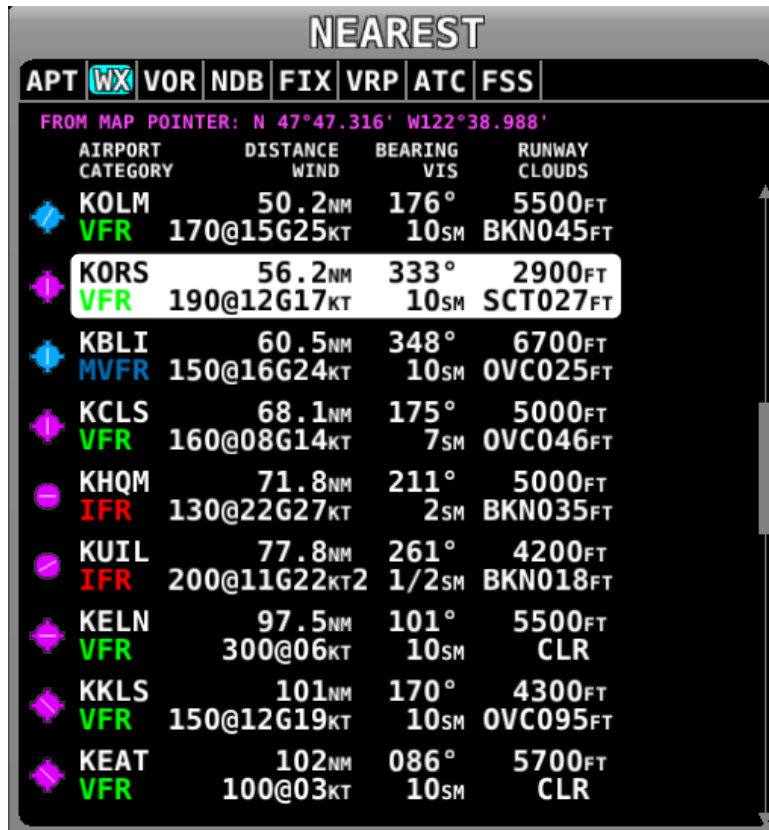 NEAREST
APT WX VOR NDB FIX VRP ATC FSS
FROM MAP POINTER: N 47°47.316' W122°38.988'
AIRPORT DISTANCE BEARING RUNWAY
CATEGORY WIND VIS CLOUDS
KOLM 50.2NM 176° 5500FT
VFR 170@15G25KT 10SM BKN045FT
KORS 56.2NM 333° 2900FT
VFR 190@12G17KT 10SM SCT027FT
KBLI 60.5NM 348° 6700FT
MVFR 150@16G24KT 10SM OVC025FT
KCLS 68.1NM 175° 5000FT
VFR 160@08G14KT 7SM OVC046FT
KHQM 71.8NM 211° 5000FT
IFR 130@22G27KT 2SM BKN035FT
KUIL 77.8NM 261° 4200FT
IFR 200@11G22KT2 1/2SM BKN018FT
KELN 97.5NM 101° 5500FT
VFR 300@06KT 10SM CLR
KKLS 101NM 170° 4300FT
VFR 150@12G19KT 10SM OVC095FT
KEAT 102NM 086° 5700FT
VFR 100@03KT 10SM CLR